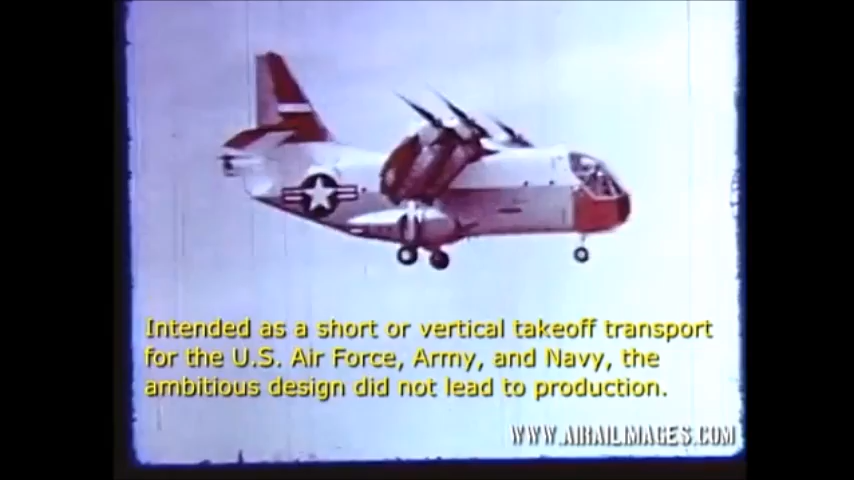 Intended as a short or vertical takeoff transport
for the U.S. Air Force, Army, and Navy, the
ambitious design did not lead to production.
WWW.AIRAILIMAGES.COM